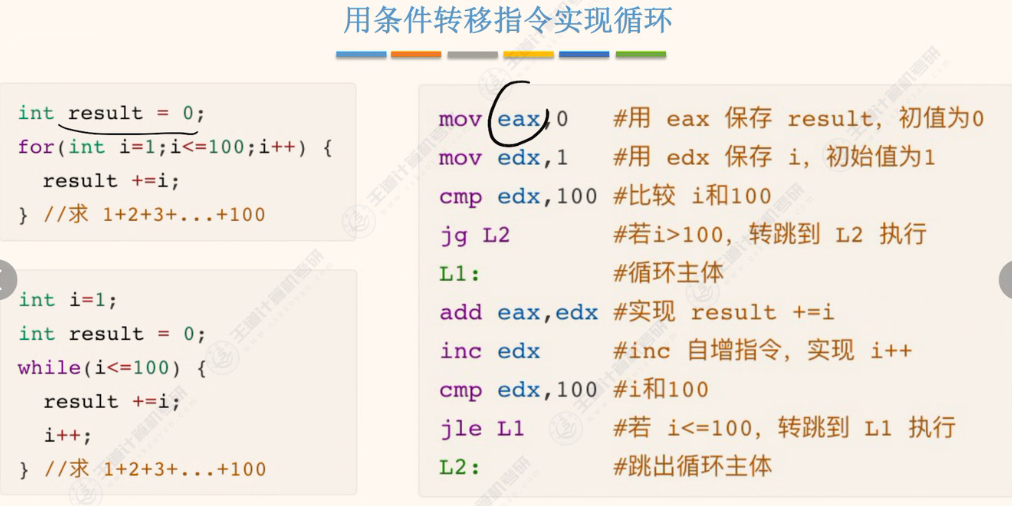 用条件转移指令实现循环
int result = 0;
for(int i=1;i<=100;i++) {
result +=i;
} //求 1+2+3+...+100
int i=1;
int result = 0;
while(i<=100) {
result +=i;
i++;
} //求 1+2+3+...+100
mov eax,0 #用 eax 保存 result，初值为0
mov edx,1 #用 edx 保存 i，初始值为1
cmp edx,100 #比较 i和100
jg L2 #若i>100，转跳到 L2 执行
L1: #循环主体
add eax,edx #实现 result +=i
inc edx #inc 自增指令，实现 i++
cmp edx,100 #i和100
jle L1 #若 i<=100，转跳到 L1 执行
L2: #跳出循环主体
王道计算机考研